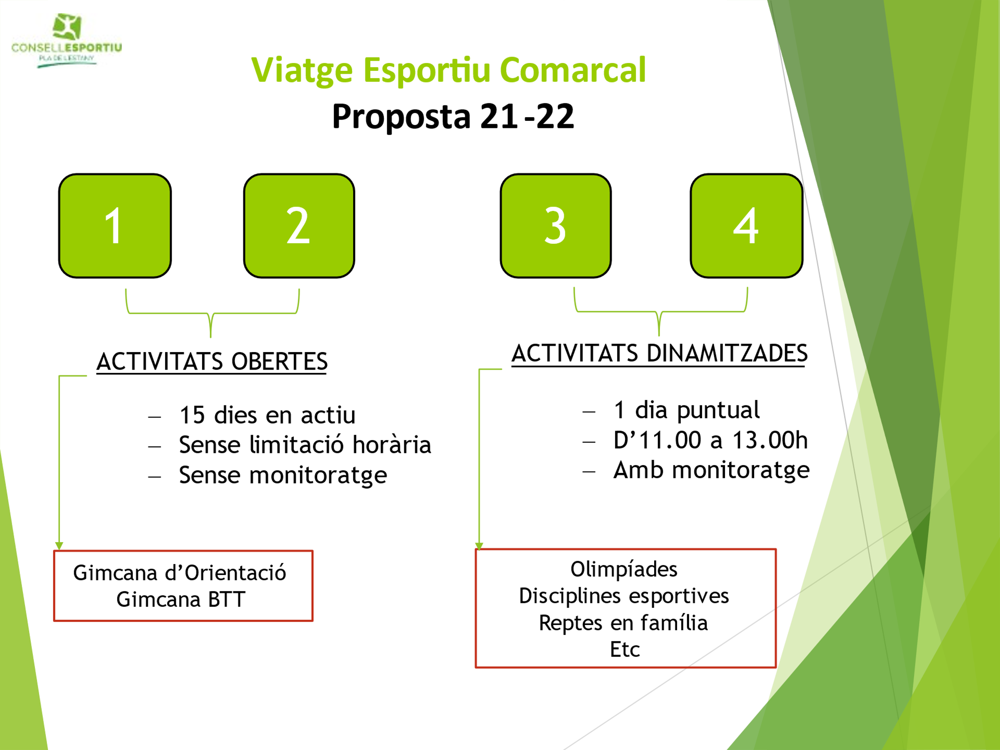 CONSELLESPORTIU
PLA DE L'ESTANY
Viatge Esportiu Comarcal
Proposta 21-22
1
2
3
4
ACTIVITATS OBERTES
– 15 dies en actiu
– Sense limitació horària
– Sense monitoratge
Gimcana d’Orientació
Gimcana BTT
ACTIVITATS DINAMITZADES
– 1 dia puntual
– D’11.00 a 13.00h
– Amb monitoratge
Olimpíades
Disciplines esportives
Reptes en família
Etc